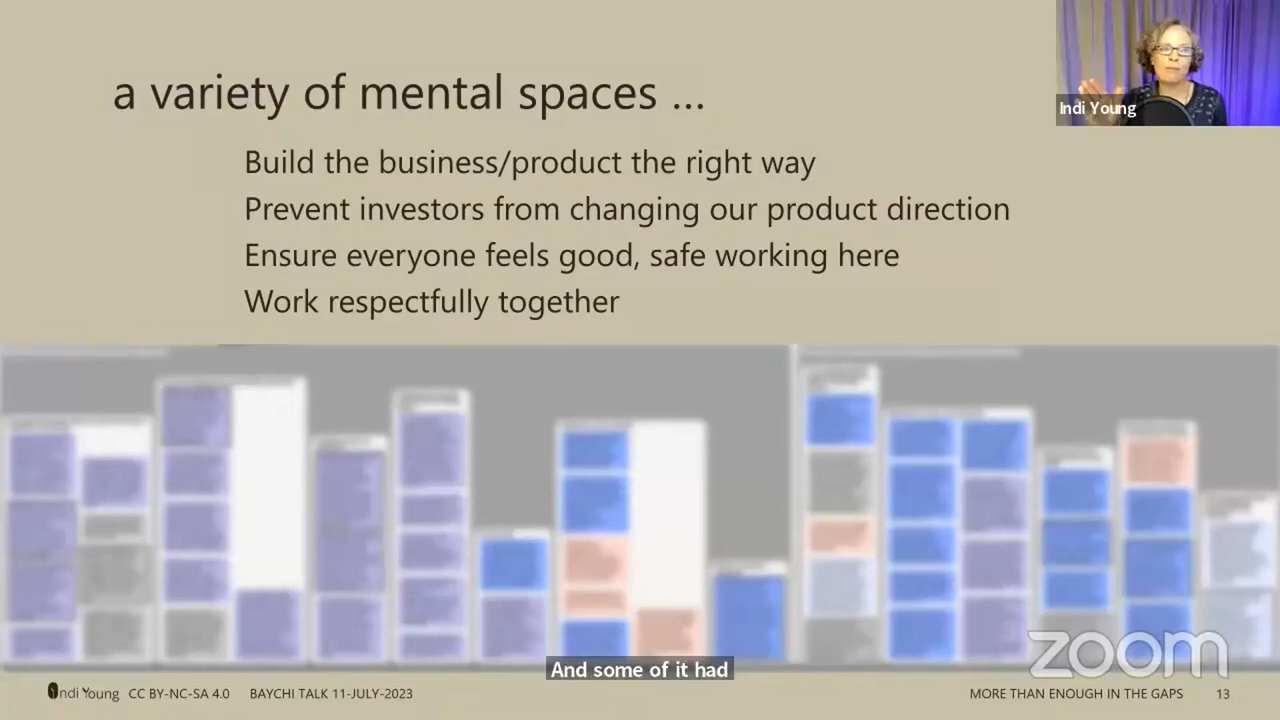 a variety of mental spaces ...
Indi Young
Build the business/product the right way
Prevent investors from changing our product direction
Ensure everyone feels good, safe working here
Work respectfully together
zoom
And some of it had
Indi Young CC BY-NC-SA 4.0 BAYCHI TALK 11-JULY-2023 MORE THAN ENOUGH IN THE GAPS 13